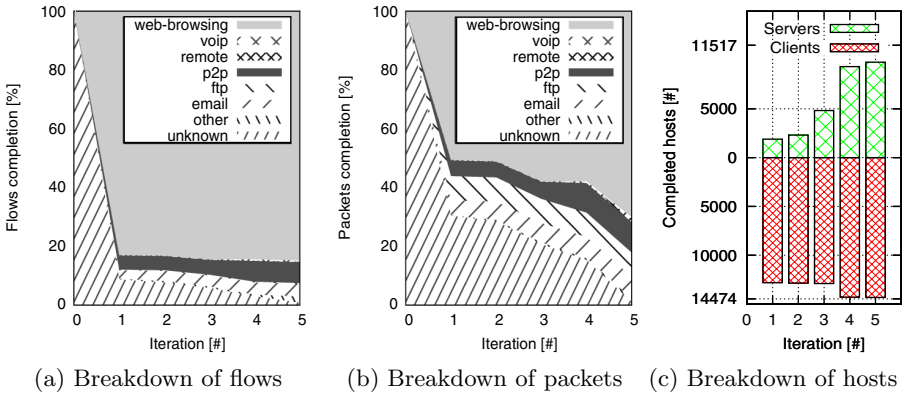 Flows completion [%]
100
80
60
40
20
0
web-browsing
voip
remote
p2p
ftp
email
other
unknown
0 1 2 3 4 5
Iteration [#]
(a) Breakdown of flows
Packets completion [%]
100
80
60
40
20
0
web-browsing
voip
remote
p2p
ftp
email
other
unknown
0 1 2 3 4 5
Iteration [#]
(b) Breakdown of packets
Completed hosts [#]
11517
5000
0
5000
10000
14474
Servers
Clients
0 1 2 3 4 5
Iteration [#]
(c) Breakdown of hosts